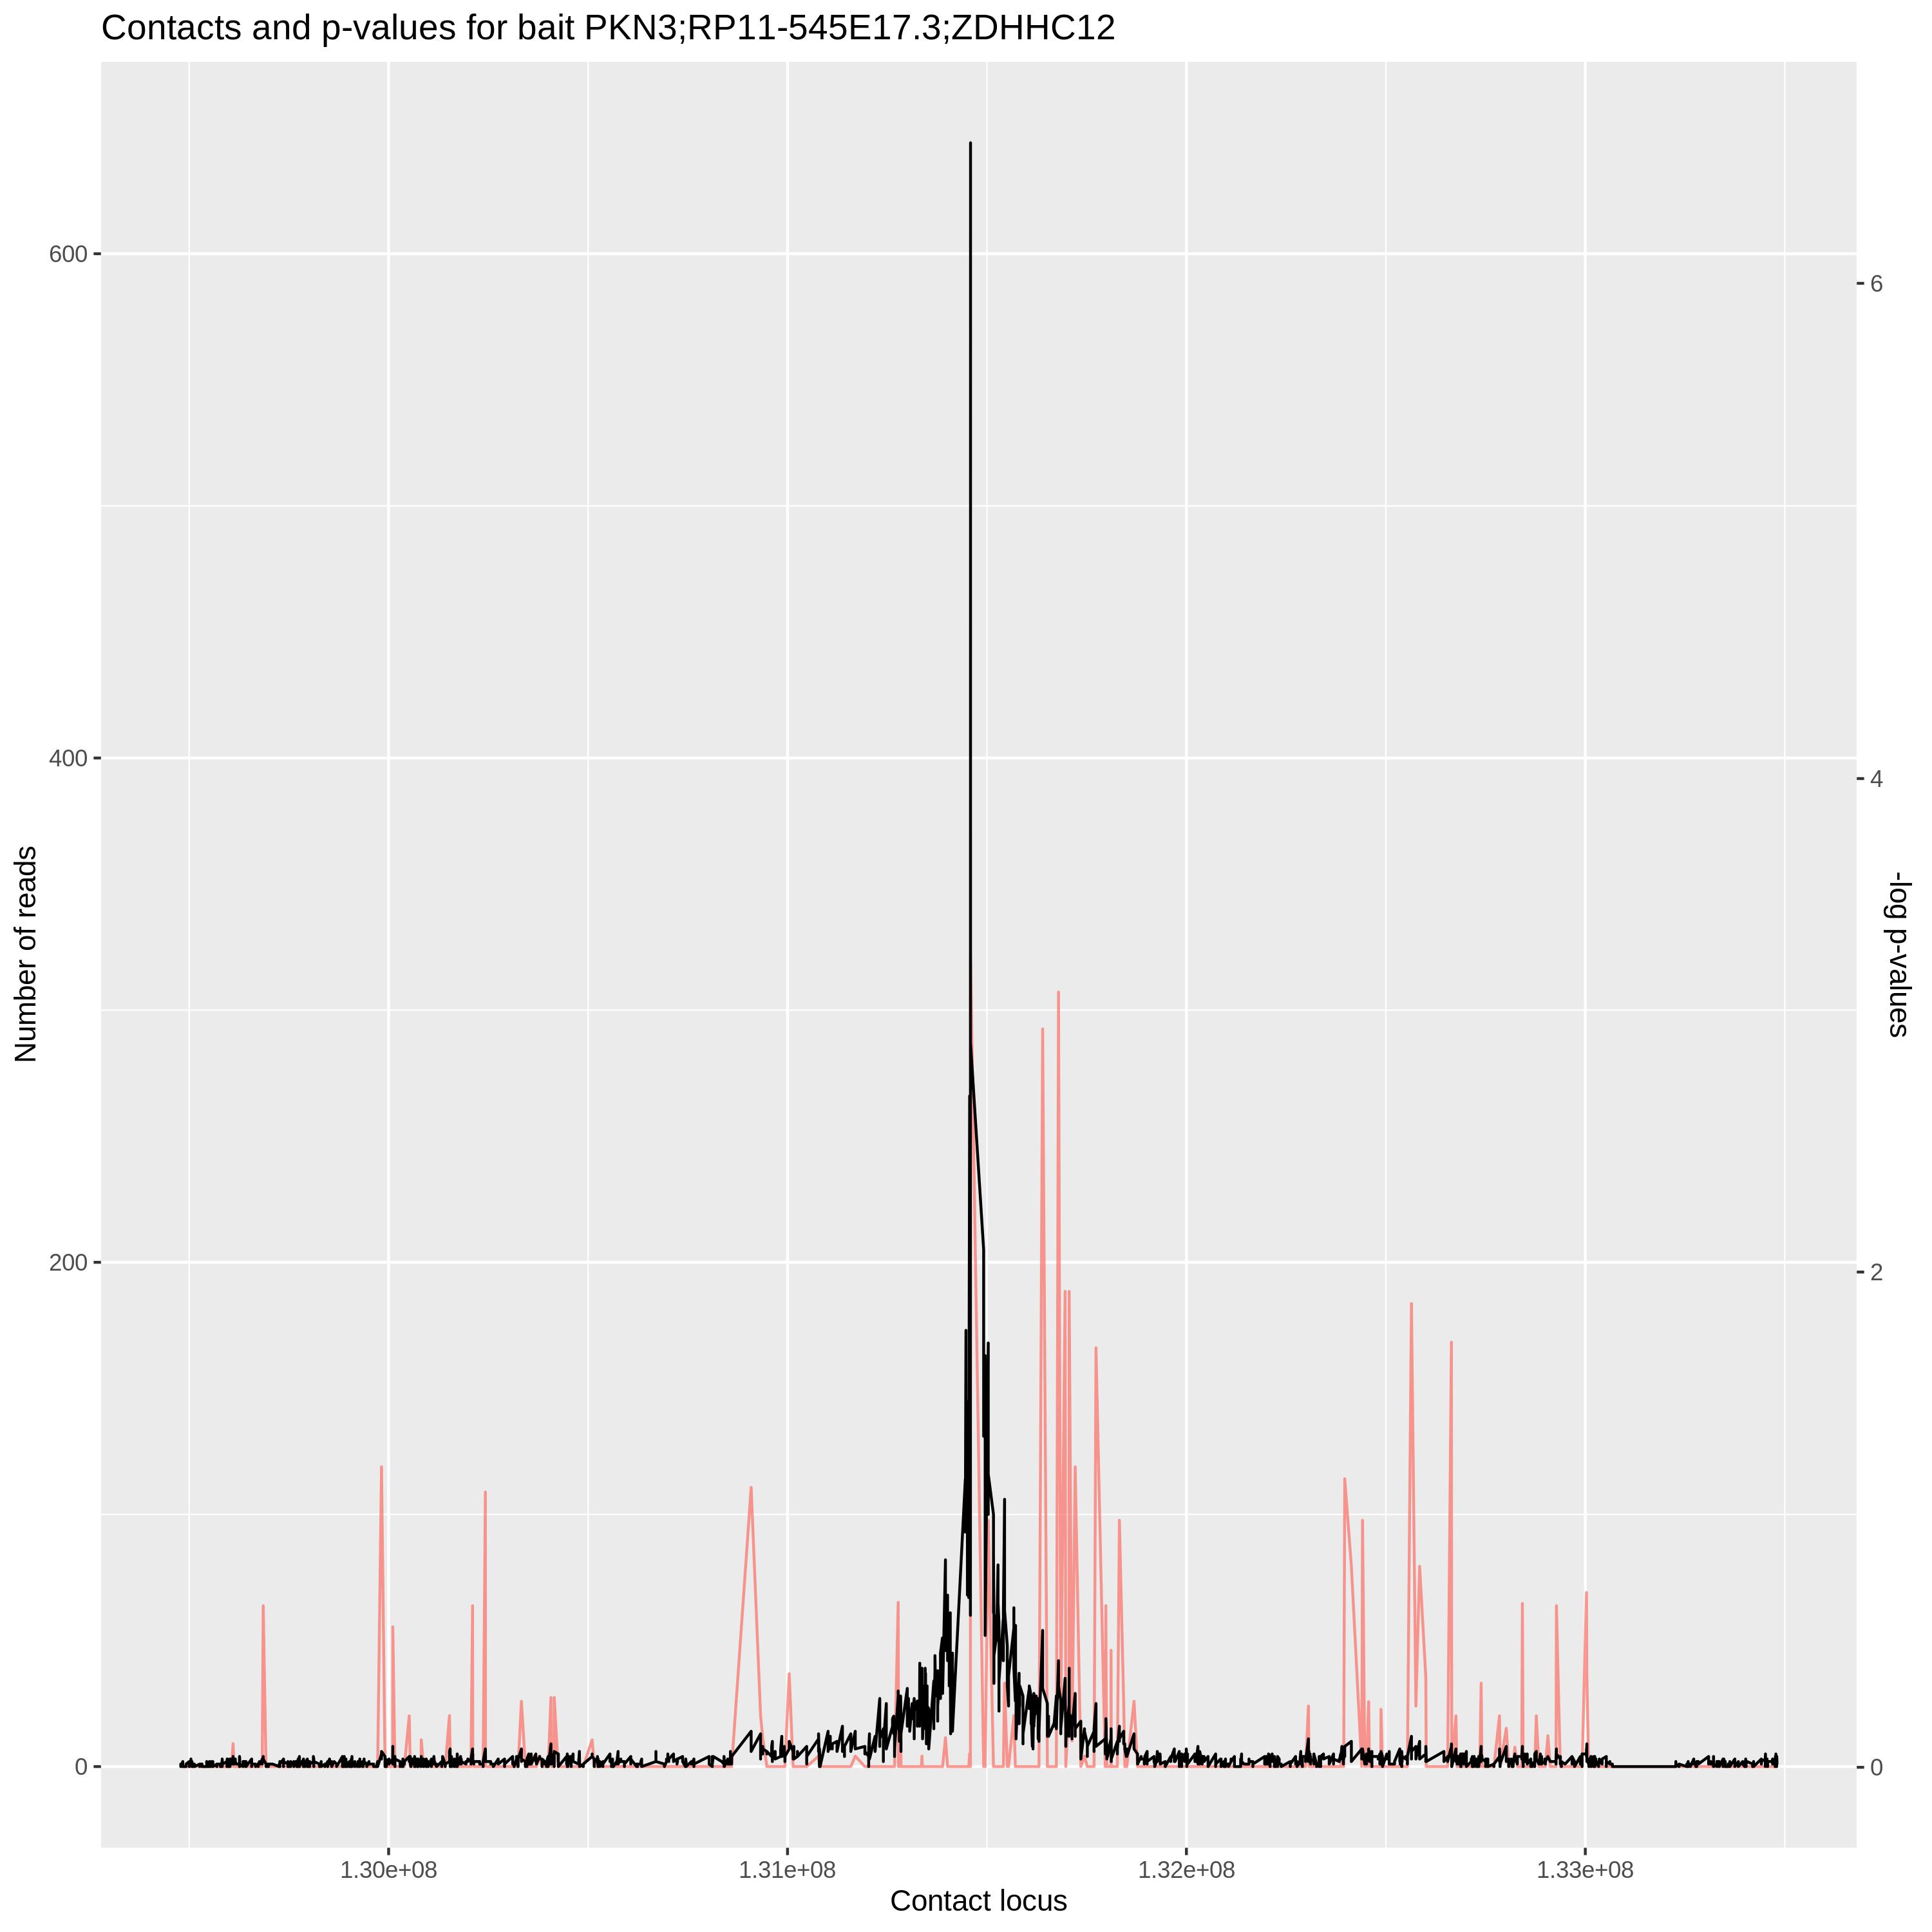 Contacts and p-values for bait PKN3;RP11-545E17.3;ZDHHC12
600
400
200
0
Number of reads
6
4
2
0
-log p-values
1.30e+08 1.31e+08 1.32e+08 1.33e+08
Contact locus